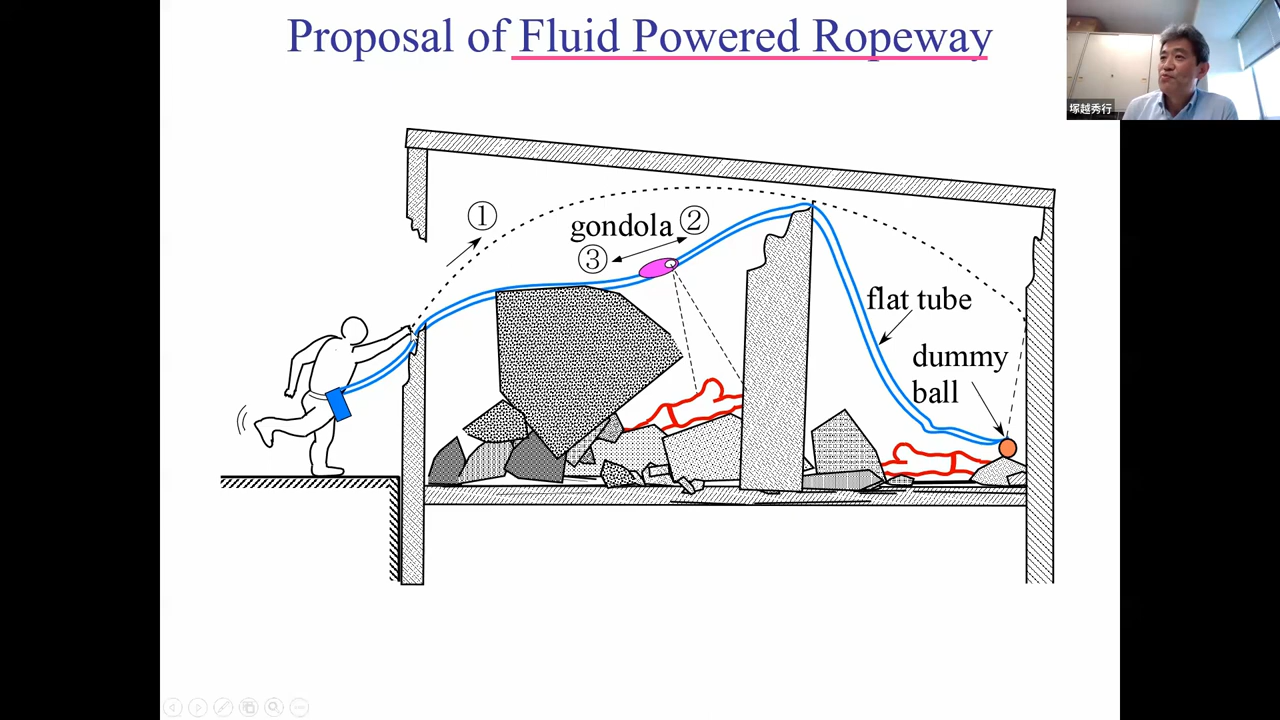 Proposal of Fluid Powered Ropeway
塚越秀行
①
gondola ②
③
flat tube
dummy
ball